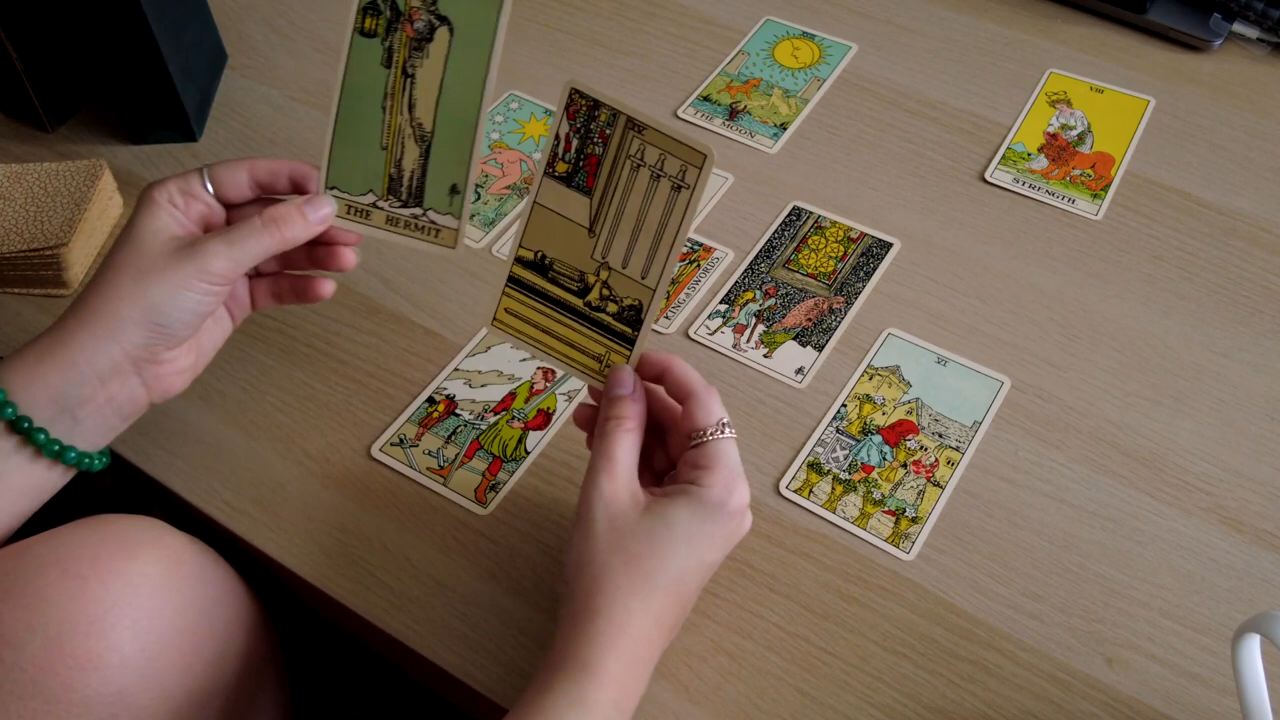 THE HERMIT.
IV
THE MOON
VIII
STRENGTH.
KING of SWORDS.
VI